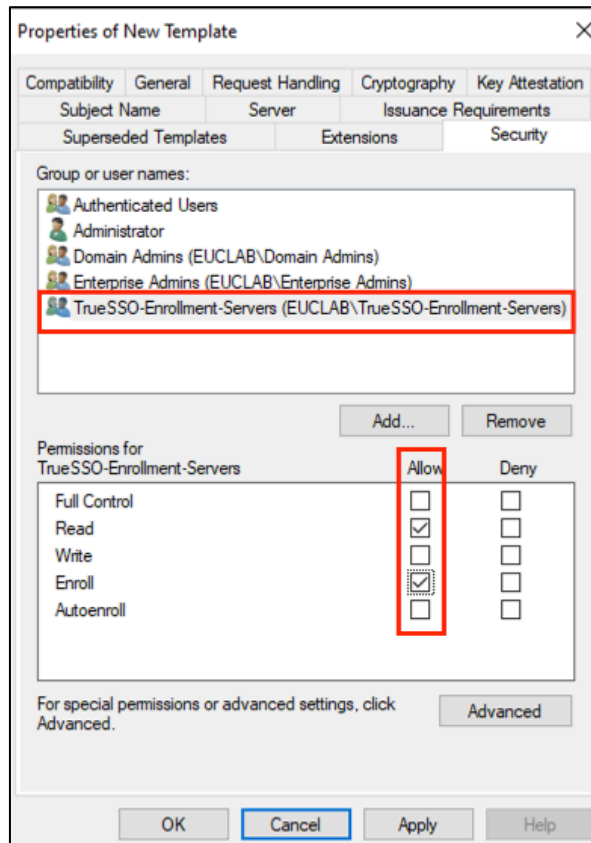 Properties of New Template
Compatibility General Request Handling Cryptography Key Attestation
Subject Name Server Issuance Requirements
Superseded Templates Extensions Security
Group or user names:
Authenticated Users
Administrator
Domain Admins (EUCLAB\Domain Admins)
Enterprise Admins (EUCLAB\Enterprise Admins)
TrueSSO-Enrollment-Servers (EUCLAB\TrueSSO-Enrollment-Servers)
Add... Remove
Permissions for
TrueSSO-Enrollment-Servers Allow Deny
Full Control
Read
Write
Enroll
Autoenroll
For special permissions or advanced settings, click
Advanced. Advanced
OK Cancel Apply Help